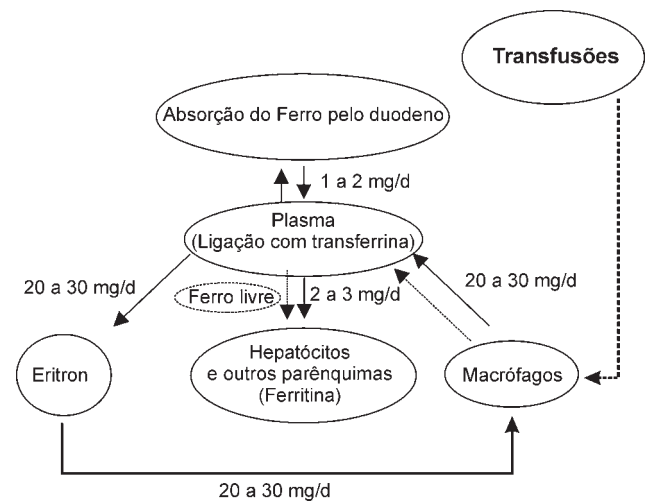 Transfusões
Absorção do Ferro pelo duodeno
1 a 2 mg/d
Plasma
(Ligação com transferrina)
20 a 30 mg/d
Ferro livre
2 a 3 mg/d
20 a 30 mg/d
Eritron
Hepatócitos
e outros parênquimas
(Ferritina)
Macrófagos
20 a 30 mg/d